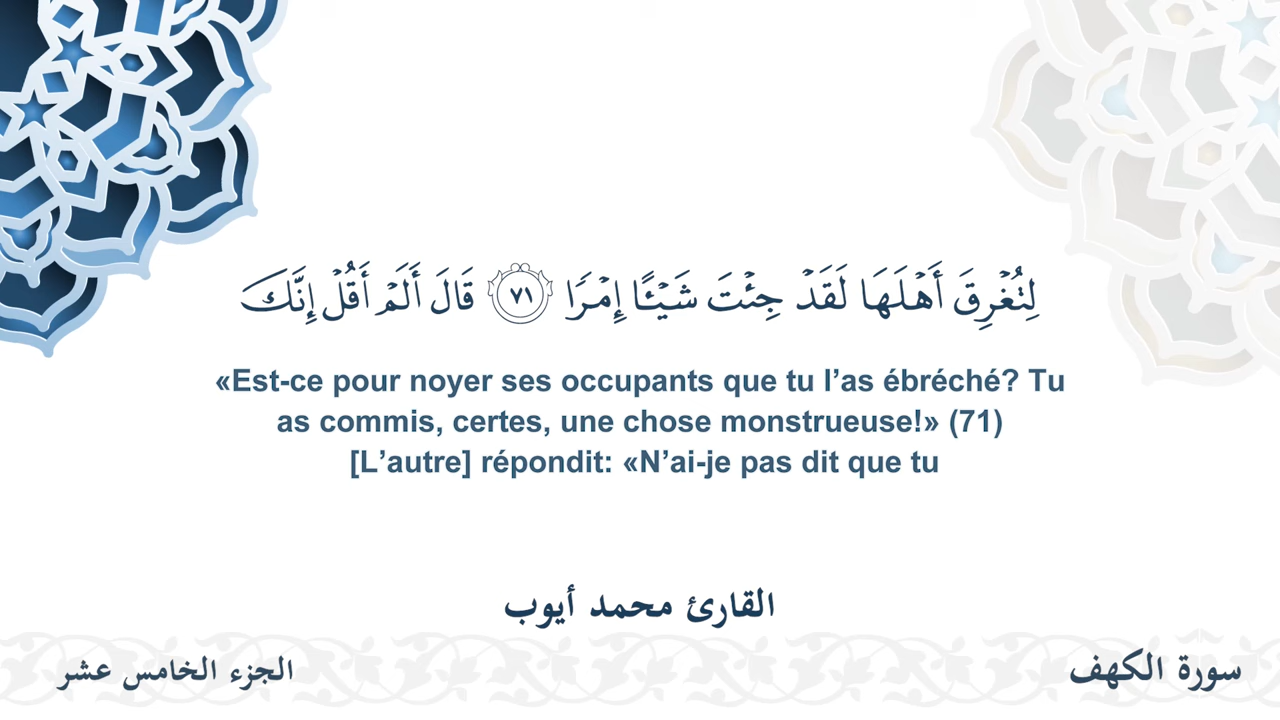 لِتُغْرِقَ أَهْلَهَا لَقَدْ جِئْتَ شَيْـًٔا إِمْرًا ٧١ قَالَ أَلَمْ أَقُلْ إِنَّكَ
«Est-ce pour noyer ses occupants que tu l’as ébréché? Tu
as commis, certes, une chose monstrueuse!» (71)
[L’autre] répondit: «N’ai-je pas dit que tu
القارئ محمد أيوب
سورة الكهف
الجزء الخامس عشر